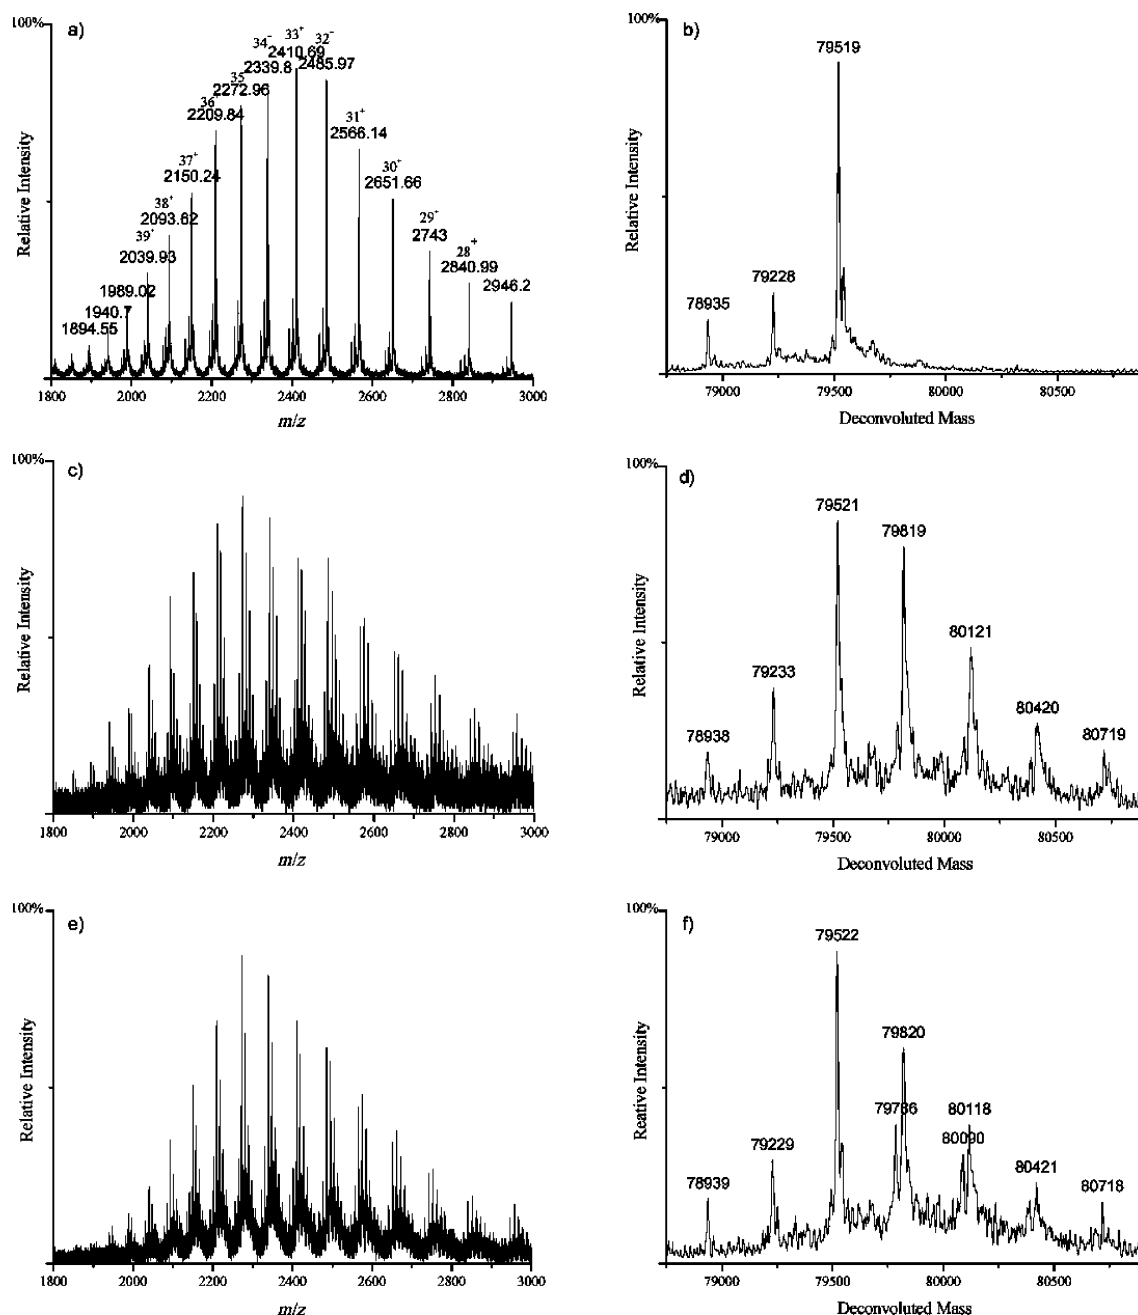 100%
a)
34⁻
33⁺
32⁻
2410.69
2339.8
2485.97
35⁻
2272.96
36⁺
2209.84
31⁺
2566.14
37⁺
2150.24
30⁺
2651.66
38⁺
2093.62
29⁺
2743
39⁺
2039.93
28⁺
2840.99
1989.02
2946.2
1940.7
1894.55
Relative Intensity
1800 2000 2200 2400 2600 2800 3000
m/z
100%
b)
79519
79228
78935
Relative Intensity
79000 79500 80000 80500
Deconvoluted Mass
100%
c)
Relative Intensity
1800 2000 2200 2400 2600 2800 3000
m/z
100%
d)
79521
79819
80121
79233
80420
78938
80719
Relative Intensity
79000 79500 80000 80500
Deconvoluted Mass
100%
e)
Relative Intensity
1800 2000 2200 2400 2600 2800 3000
m/z
100%
f)
79522
79820
79786 80118
80090
79229
80421
78939
80718
Reative Intensity
79000 79500 80000 80500
Deconvoluted Mass